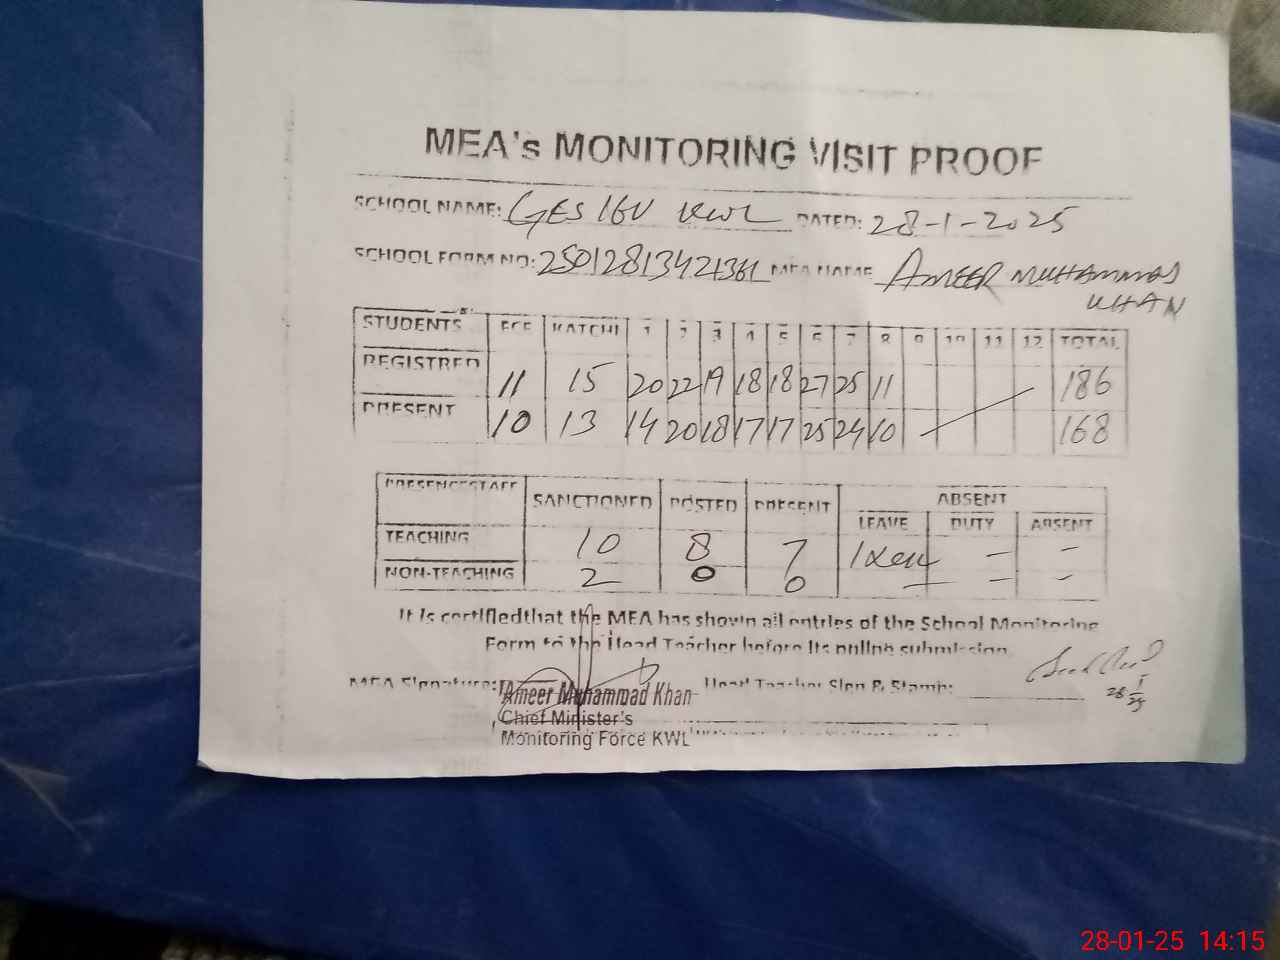 MEA's MONITORING VISIT PROOF
SCHOOL NAME: GES 16V KWL DATED: 28-1-2025
SCHOOL FORM NO: MEA NAME AMEER MUHAMMAD
KHAN
STUDENTS ECE KATCHI 1 2 3 4 5 6 7 8 9 10 11 12 TOTAL
REGISTRED 11 15 20 22 19 18 18 27 25 11 186
PRESENT 10 13 14 20 18 17 17 25 24 10 168
PRESENCE STAFF SANCTIONED POSTED PRESENT ABSENT
LEAVE DUTY ABSENT
TEACHING 10 8 7 - -
NON-TEACHING 2 0 0 - - -
It is certified that the MEA has shown all entries of the School Monitoring
Form to the Head Teacher before its online submission
MEA Signature: Ameer Muhammad Khan Head Teacher Sign & Stamp:
Chief Minister's
Monitoring Force KWL
28-01-25 14:15